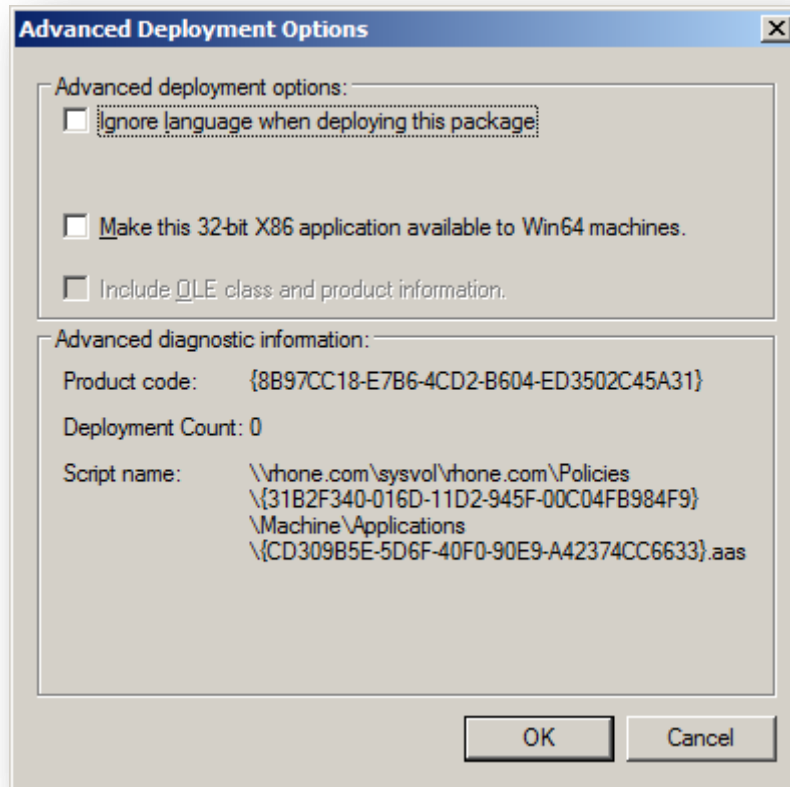 Advanced Deployment Options
Advanced deployment options:
Ignore language when deploying this package
Make this 32-bit X86 application available to Win64 machines.
Include OLE class and product information.
Advanced diagnostic information:
Product code: {8B97CC18-E7B6-4CD2-B604-ED3502C45A31}
Deployment Count: 0
Script name: \\rhone.com\sysvol\rhone.com\Policies
\{31B2F340-016D-11D2-945F-00C04FB984F9}
\Machine\Applications
\{CD309B5E-5D6F-40F0-90E9-A42374CC6633}.aas
OK Cancel